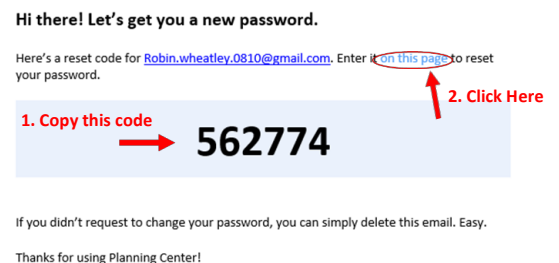 Hi there! Let's get you a new password.
Here's a reset code for Robin.wheatley.0810@gmail.com. Enter it on this page to reset
your password.
2. Click Here
1. Copy this code
562774
If you didn't request to change your password, you can simply delete this email. Easy.
Thanks for using Planning Center!